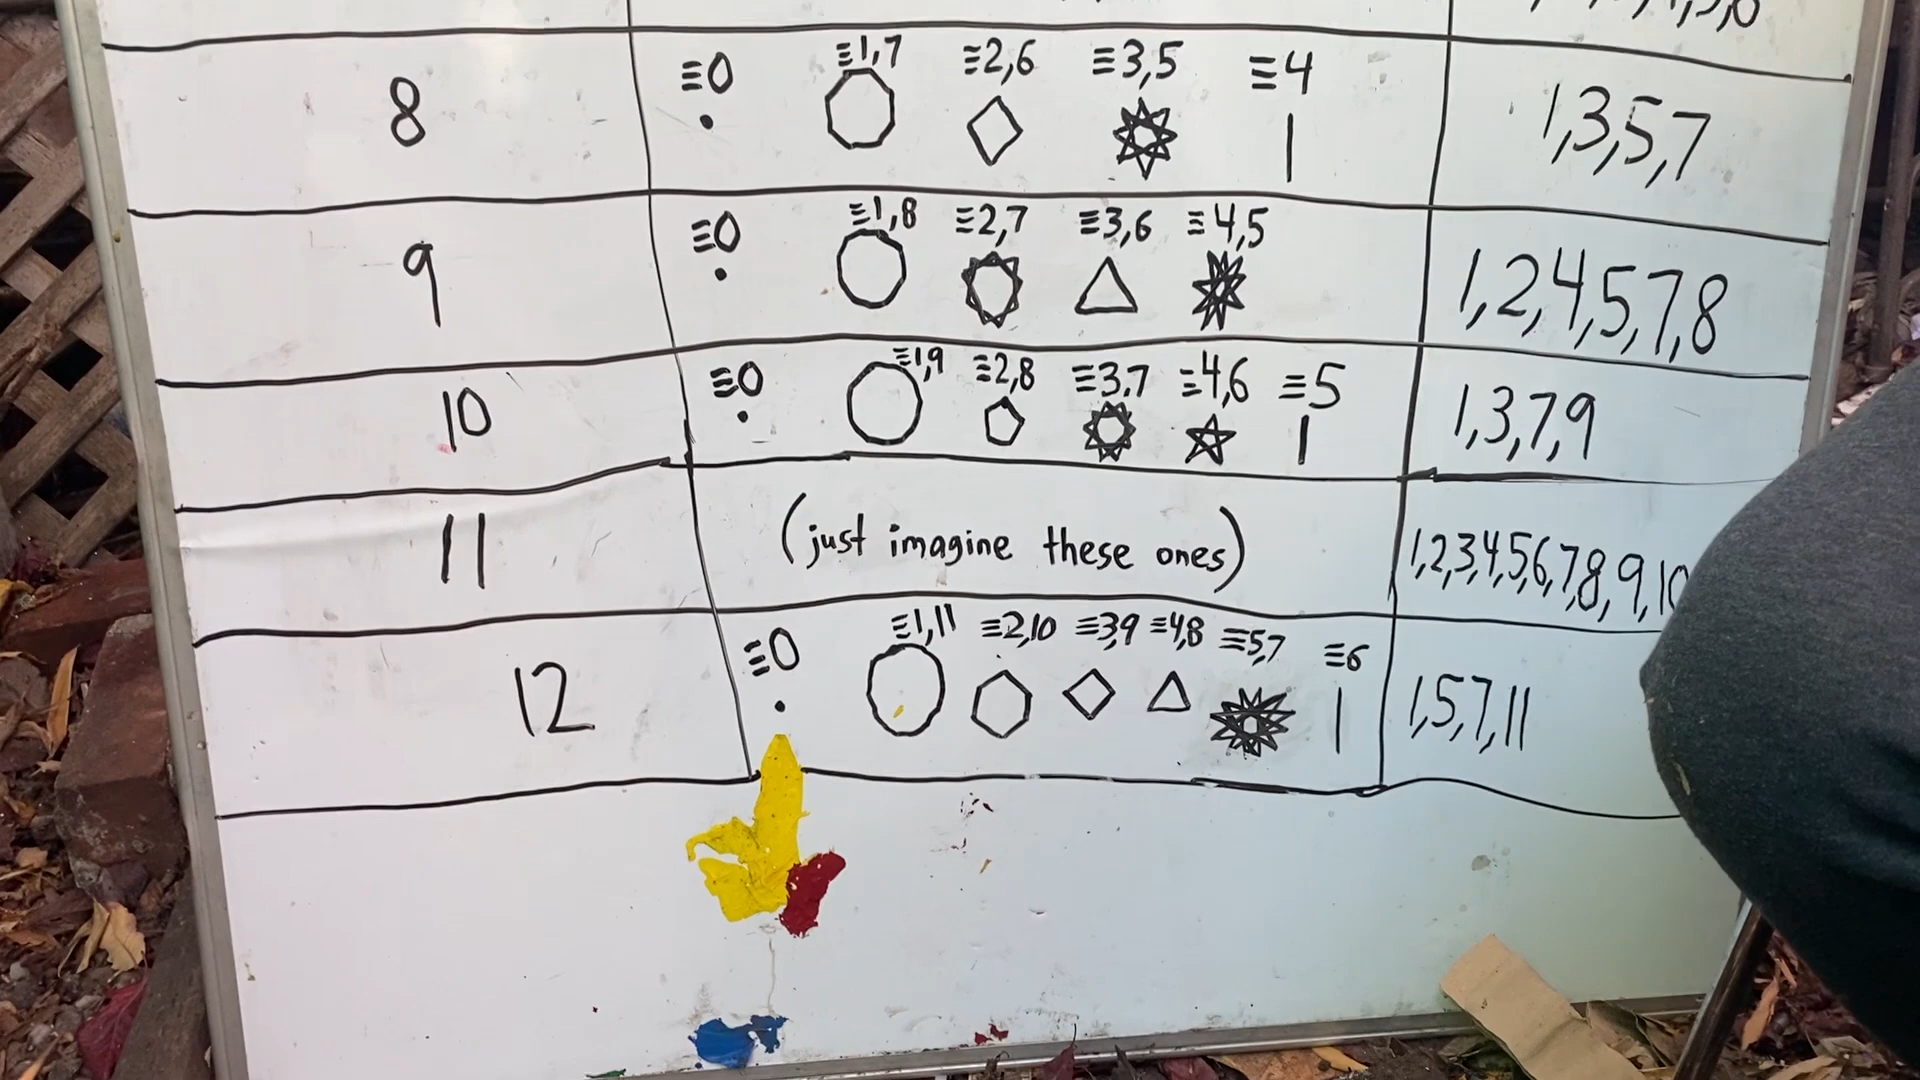 8 ≡0 ≡1,7 ≡2,6 ≡3,5 ≡4 1,3,5,7
9 ≡0 ≡1,8 ≡2,7 ≡3,6 ≡4,5 1,2,4,5,7,8
10 ≡0 ≡1,9 ≡2,8 ≡3,7 ≡4,6 ≡5 1,3,7,9
11 (just imagine these ones) 1,2,3,4,5,6,7,8,9,10
12 ≡0 ≡1,11 ≡2,10 ≡3,9 ≡4,8 ≡5,7 ≡6 1,5,7,11